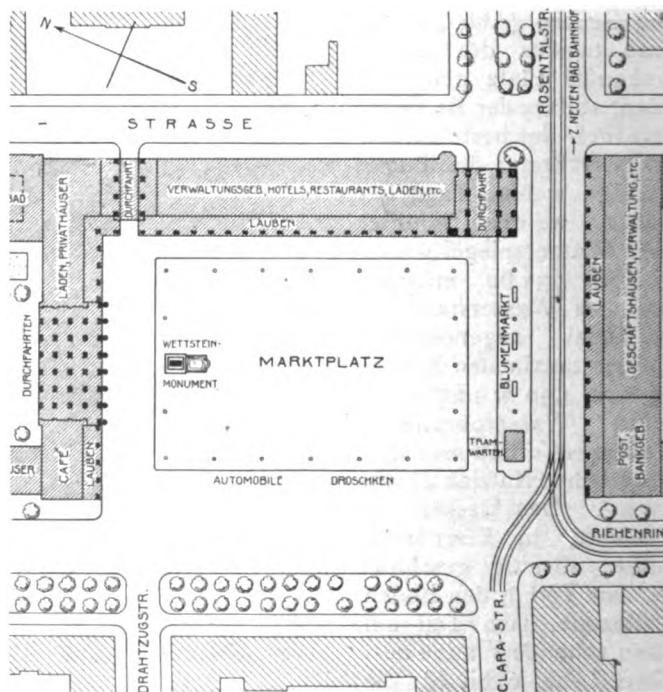 N
S
ROSENTALSTR.
→ Z NEUEN BAD. BAHNHOF
STRASSE
BAD
LADEN, PRIVATHÄUSER
DURCHFAHRT
VERWALTUNGSGEB., HOTELS, RESTAURANTS, LADEN, ETC.
DURCHFAHRT
LAUBEN
LAUBEN
GESCHÄFTSHÄUSER, VERWALTUNG, ETC.
DURCHFAHRTEN
WETTSTEIN-
MONUMENT
MARKTPLATZ
BLUMENMARKT
TRAM-
WARTEH.
POST,
BANKGEB.
USER
CAFÉ
LAUBEN
AUTOMOBILE DROSCHKEN
RIEHENRIN
DRAHTZUGSTR.
CLARA-STR.